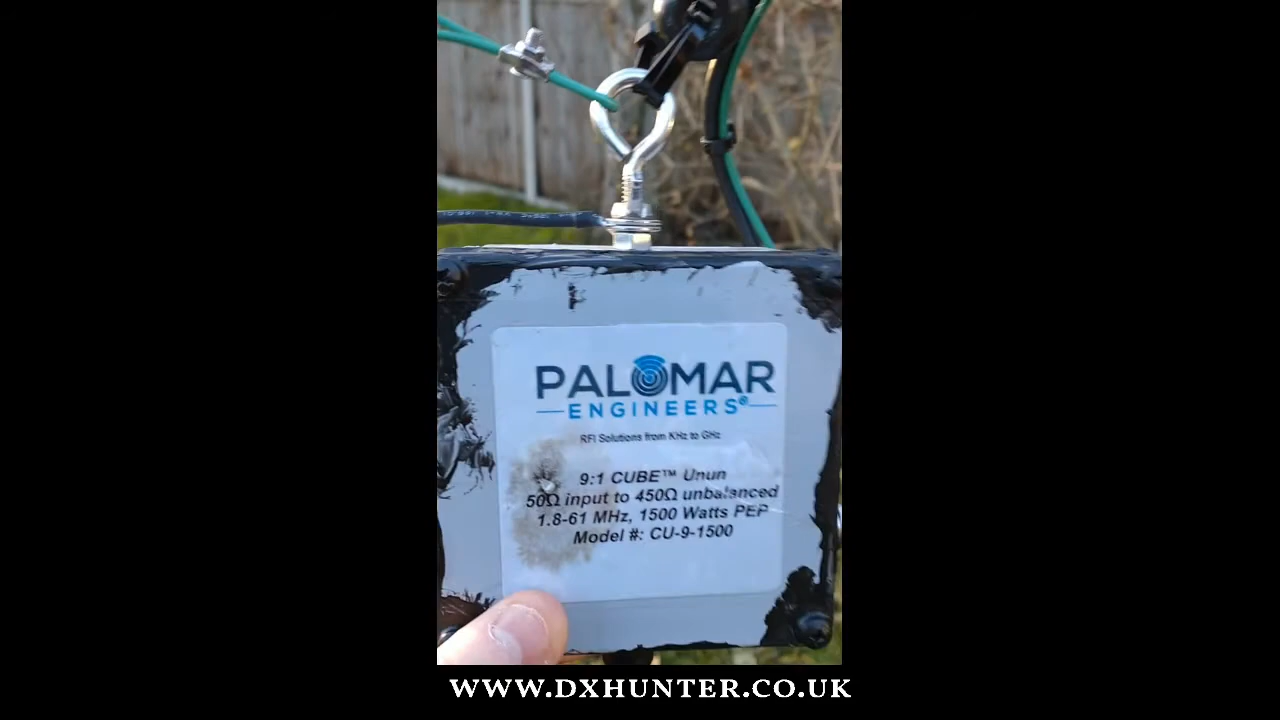 PALOMAR
ENGINEERS®
RFI Solutions from KHz to GHz
9:1 CUBE™ Unun
50Ω input to 450Ω unbalanced
1.8-61 MHz, 1500 Watts PEP
Model #: CU-9-1500
WWW.DXHUNTER.CO.UK